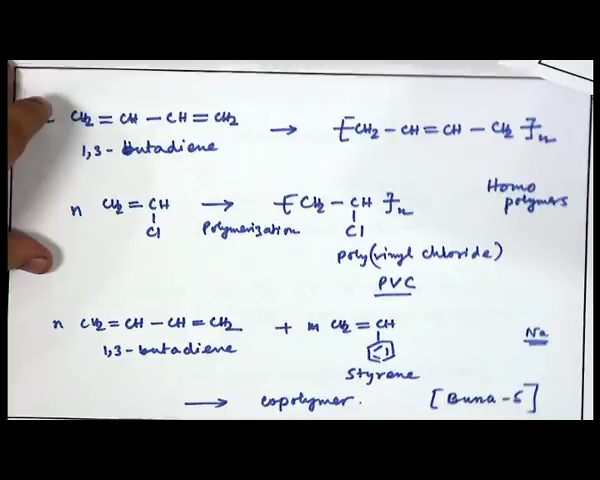 CH2 = CH - CH = CH2 → [CH2 - CH = CH - CH2]n
1,3-butadiene
n CH2 = CH → [CH2 - CH]n Homo polymers
Cl polymerization Cl
poly(vinyl chloride)
PVC
n CH2 = CH - CH = CH2 + m CH2 = CH Na
1,3-butadiene
Styrene
→ copolymer. [Buna-S]